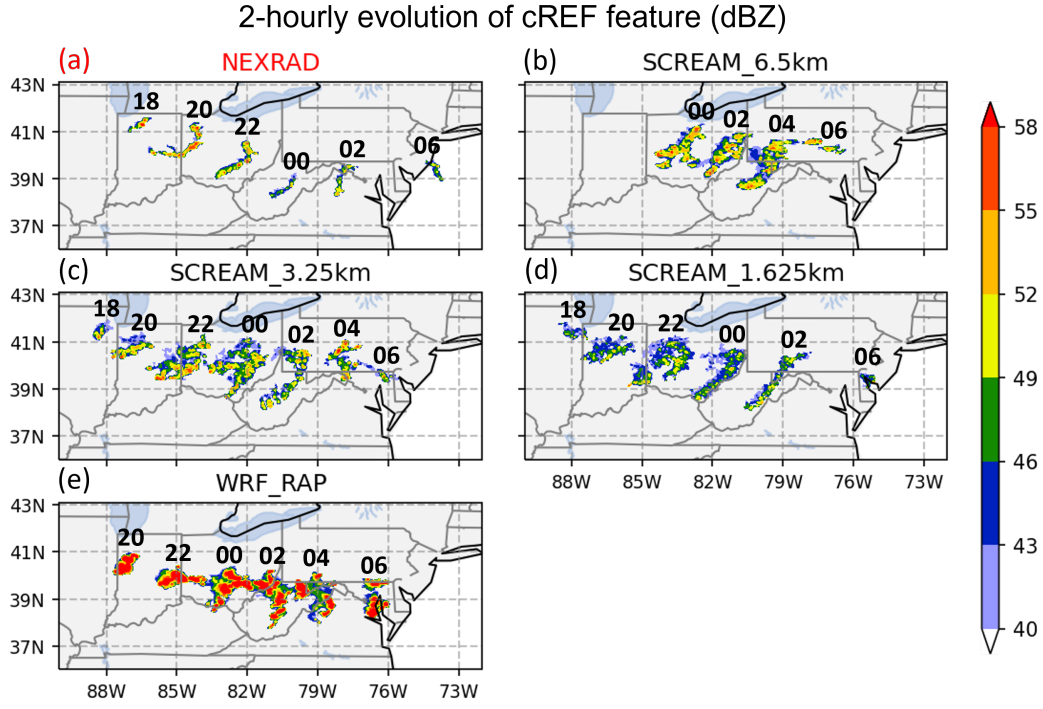 2-hourly evolution of cREF feature (dBZ)
(a) NEXRAD
43N
41N
39N
37N
18 20 22 00 02 06
(b) SCREAM_6.5km
00 02 04 06
(c) SCREAM_3.25km
43N
41N
39N
37N
18 20 22 00 02 04 06
(d) SCREAM_1.625km
18 20 22 00 02 06
88W 85W 82W 79W 76W 73W
(e) WRF_RAP
43N
41N
39N
37N
20 22 00 02 04 06
88W 85W 82W 79W 76W 73W
58
55
52
49
46
43
40